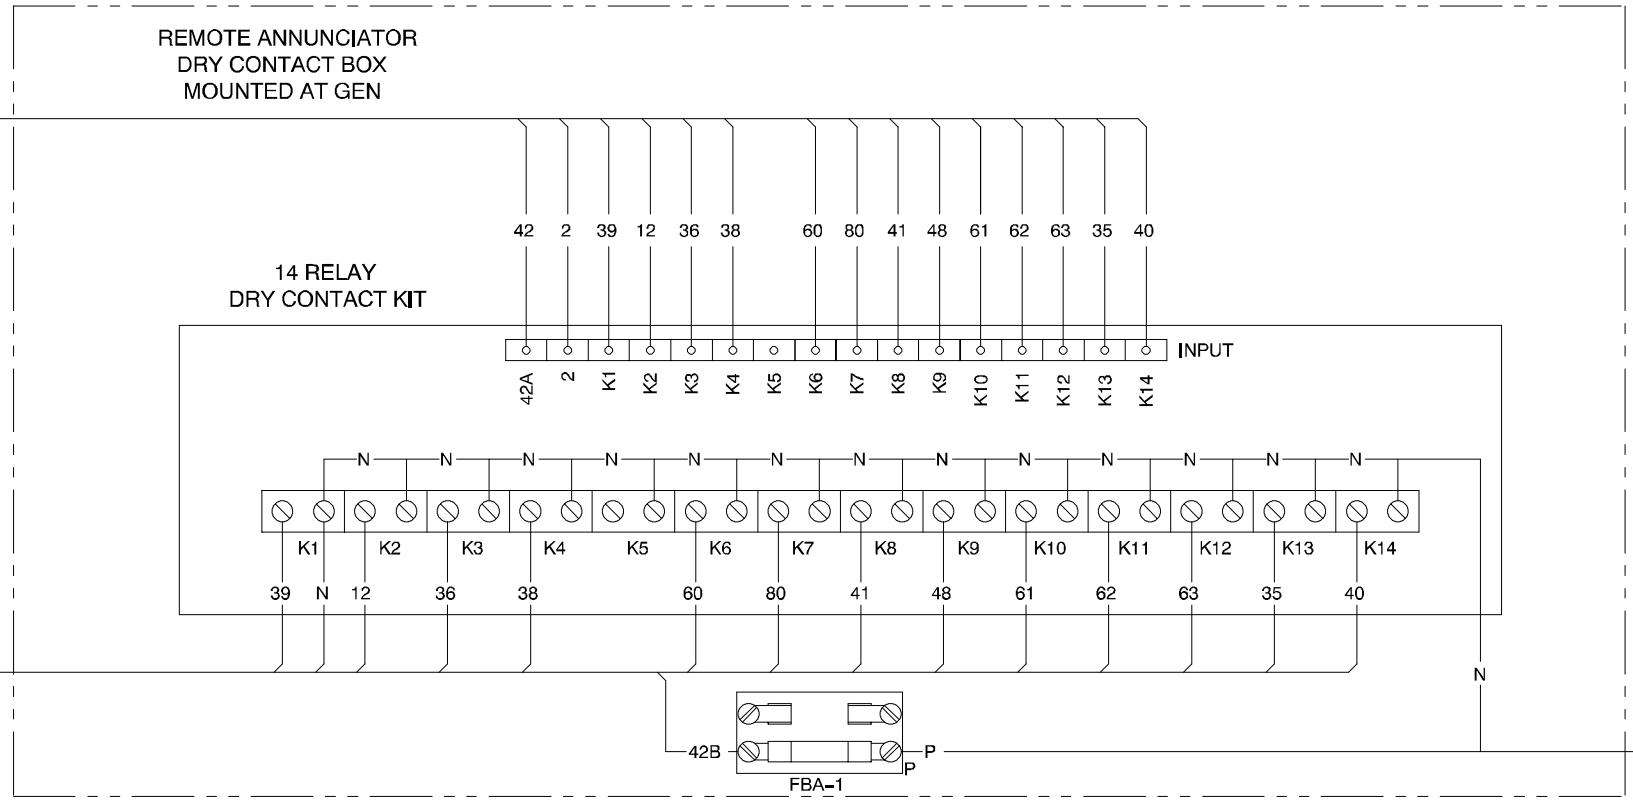 REMOTE ANNUNCIATOR
DRY CONTACT BOX
MOUNTED AT GEN
42 2 39 12 36 38 60 80 41 48 61 62 63 35 40
14 RELAY
DRY CONTACT KIT
INPUT
42A 2 K1 K2 K3 K4 K5 K6 K7 K8 K9 K10 K11 K12 K13 K14
N N N N N N N N N N N N N
K1 K2 K3 K4 K5 K6 K7 K8 K9 K10 K11 K12 K13 K14
39 N 12 36 38 60 80 41 48 61 62 63 35 40
N
42B P
P
FBA-1